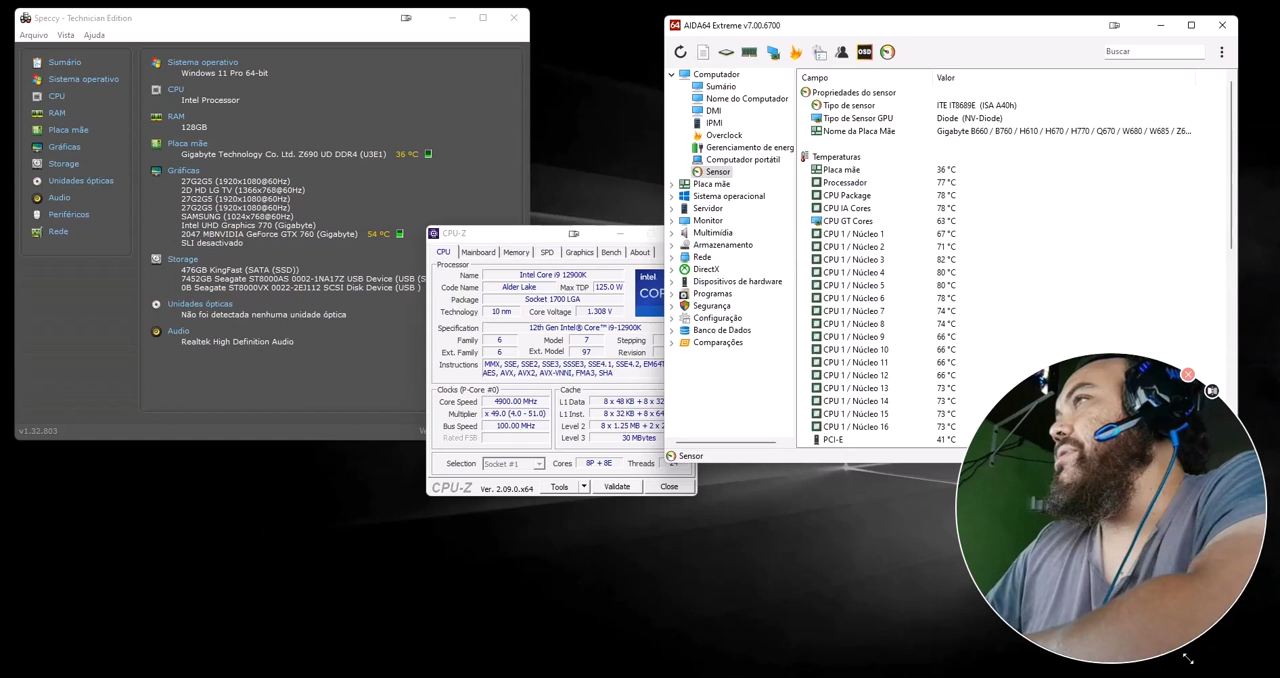 Speccy - Technician Edition
Arquivo Vista Ajuda
Sumário
Sistema operativo
CPU
RAM
Placa mãe
Gráficas
Storage
Unidades ópticas
Audio
Periféricos
Rede
Sistema operativo
Windows 11 Pro 64-bit
CPU
Intel Processor
RAM
128GB
Placa mãe
Gigabyte Technology Co. Ltd. Z690 UD DDR4 (U3E1) 36 °C
Gráficas
27G2G5 (1920x1080@60Hz)
2D HD LG TV (1366x768@60Hz)
27G2G5 (1920x1080@60Hz)
27G2G5 (1920x1080@60Hz)
SAMSUNG (1024x768@60Hz)
Intel UHD Graphics 770 (Gigabyte)
2047 MBNVIDIA GeForce GTX 760 (Gigabyte) 54 °C
SLI desactivado
Storage
476GB KingFast (SATA (SSD))
7452GB Seagate ST8000AS 0002-1NA17Z USB Device (USB (S
0B Seagate ST8000VX 0022-2EJ112 SCSI Disk Device (USB (
Unidades ópticas
Não foi detectada nenhuma unidade óptica
Audio
Realtek High Definition Audio
v1.32.803
CPU-Z
CPU Mainboard Memory SPD Graphics Bench About
Processor
Name Intel Core i9 12900K
Code Name Alder Lake Max TDP 125.0 W
Package Socket 1700 LGA
Technology 10 nm Core Voltage 1.308 V
intel
COR
Specification 12th Gen Intel® Core™ i9-12900K
Family 6 Model 7 Stepping
Ext. Family 6 Ext. Model 97 Revision
Instructions MMX, SSE, SSE2, SSE3, SSSE3, SSE4.1, SSE4.2, EM64T
AES, AVX, AVX2, AVX-VNNI, FMA3, SHA
Clocks (P-Core #0) Cache
Core Speed 4900.00 MHz L1 Data 8 x 48 KB + 8 x 32
Multiplier x 49.0 (4.0 - 51.0) L1 Inst. 8 x 32 KB + 8 x 64
Bus Speed 100.00 MHz Level 2 8 x 1.25 MB + 2 x 2
Rated FSB Level 3 30 MBytes
Selection Socket #1 Cores 8P + 8E Threads 24
CPU-Z Ver. 2.09.0.x64 Tools Validate Close
64 AIDA64 Extreme v7.00.6700
OSD Buscar
Computador
Sumário
Nome do Computador
DMI
IPMI
Overclock
Gerenciamento de energ
Computador portátil
Sensor
Placa mãe
Sistema operacional
Servidor
Monitor
Multimídia
Armazenamento
Rede
DirectX
Dispositivos de hardware
Programas
Segurança
Configuração
Banco de Dados
Comparações
Campo Valor
Propriedades do sensor
Tipo de sensor ITE IT8689E (ISA A40h)
Tipo de Sensor GPU Diode (NV-Diode)
Nome da Placa Mãe Gigabyte B660 / B760 / H610 / H670 / H770 / Q670 / W680 / W685 / Z6...
Temperaturas
Placa mãe 36 °C
Processador 77 °C
CPU Package 78 °C
CPU IA Cores 78 °C
CPU GT Cores 63 °C
CPU 1 / Núcleo 1 67 °C
CPU 1 / Núcleo 2 71 °C
CPU 1 / Núcleo 3 82 °C
CPU 1 / Núcleo 4 80 °C
CPU 1 / Núcleo 5 80 °C
CPU 1 / Núcleo 6 78 °C
CPU 1 / Núcleo 7 74 °C
CPU 1 / Núcleo 8 74 °C
CPU 1 / Núcleo 9 66 °C
CPU 1 / Núcleo 10 66 °C
CPU 1 / Núcleo 11 66 °C
CPU 1 / Núcleo 12 66 °C
CPU 1 / Núcleo 13 73 °C
CPU 1 / Núcleo 14 73 °C
CPU 1 / Núcleo 15 73 °C
CPU 1 / Núcleo 16 73 °C
PCI-E 41 °C
Sensor